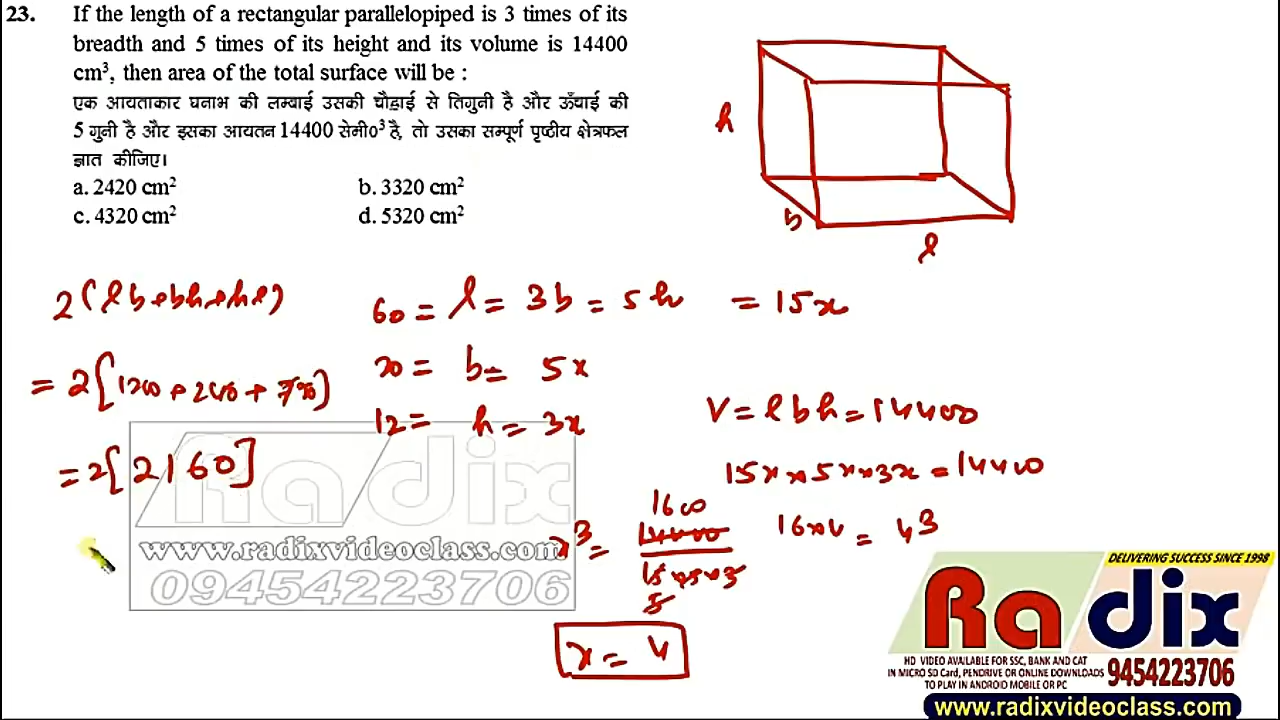 23. If the length of a rectangular parallelopiped is 3 times of its
breadth and 5 times of its height and its volume is 14400
cm³, then area of the total surface will be :
एक आयताकार घनाभ की लम्बाई उसकी चौड़ाई से तिगुनी है और ऊँचाई की
5 गुनी है और इसका आयतन 14400 सेमी०³ है, तो उसका सम्पूर्ण पृष्ठीय क्षेत्रफल
ज्ञात कीजिए।
a. 2420 cm² b. 3320 cm²
c. 4320 cm² d. 5320 cm²
h
b
l
2(lb+bh+hl)
= 2[1200+240+720]
= 2[2160]
60 = l = 3b = 5h = 15x
20 = b = 5x
12 = h = 3x
V = lbh = 14400
15x × 5x × 3x = 14400
1600
x³ = 14400
15×5×3
16×4 = 4³
x = 4
Radix
www.radixvideoclass.com
09454223706
DELIVERING SUCCESS SINCE 1998
Radix
HD VIDEO AVAILABLE FOR SSC, BANK AND CAT
IN MICRO SD Card, PENDRIVE OR ONLINE DOWNLOADS
TO PLAY IN ANDROID MOBILE OR PC
9454223706
www.radixvideoclass.com